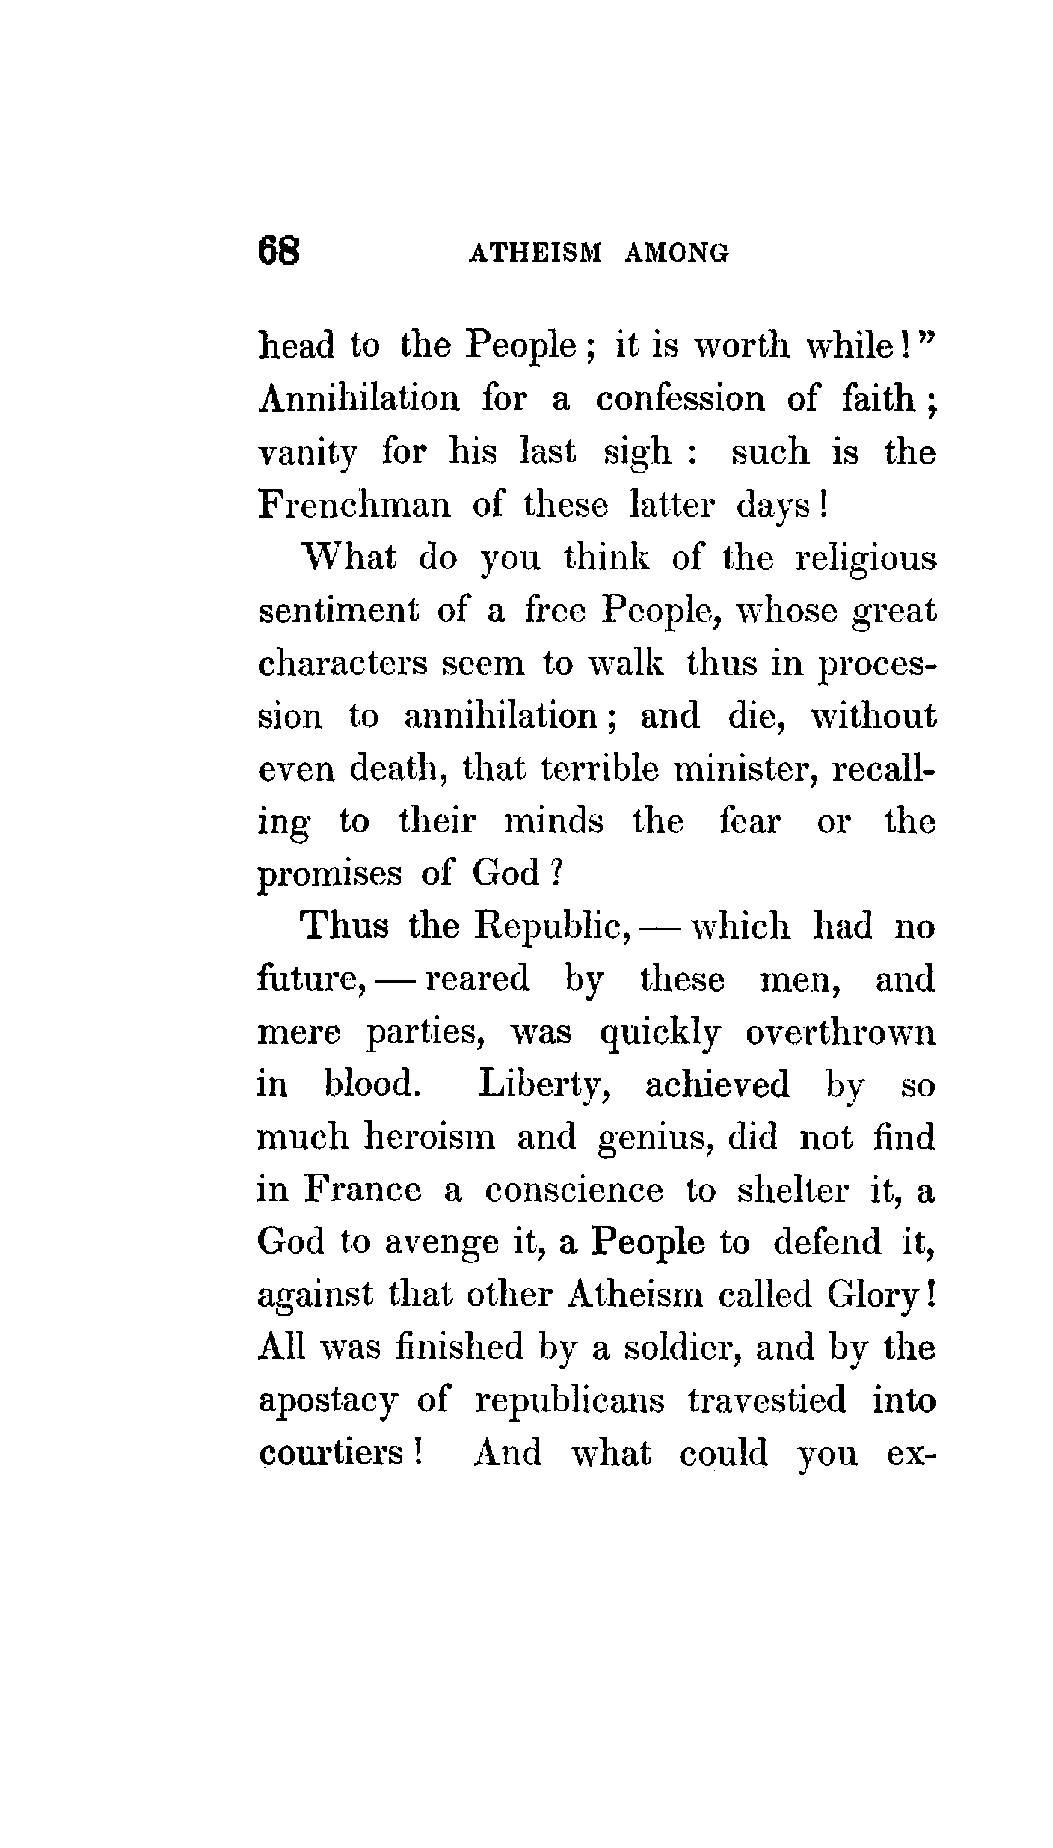 68 ATHEISM AMONG
head to the People; it is worth while!”
Annihilation for a confession of faith;
vanity for his last sigh: such is the
Frenchman of these latter days!
What do you think of the religious
sentiment of a free People, whose great
characters seem to walk thus in proces-
sion to annihilation; and die, without
even death, that terrible minister, recall-
ing to their minds the fear or the
promises of God?
Thus the Republic, — which had no
future, — reared by these men, and
mere parties, was quickly overthrown
in blood. Liberty, achieved by so
much heroism and genius, did not find
in France a conscience to shelter it, a
God to avenge it, a People to defend it,
against that other Atheism called Glory!
All was finished by a soldier, and by the
apostacy of republicans travestied into
courtiers! And what could you ex-